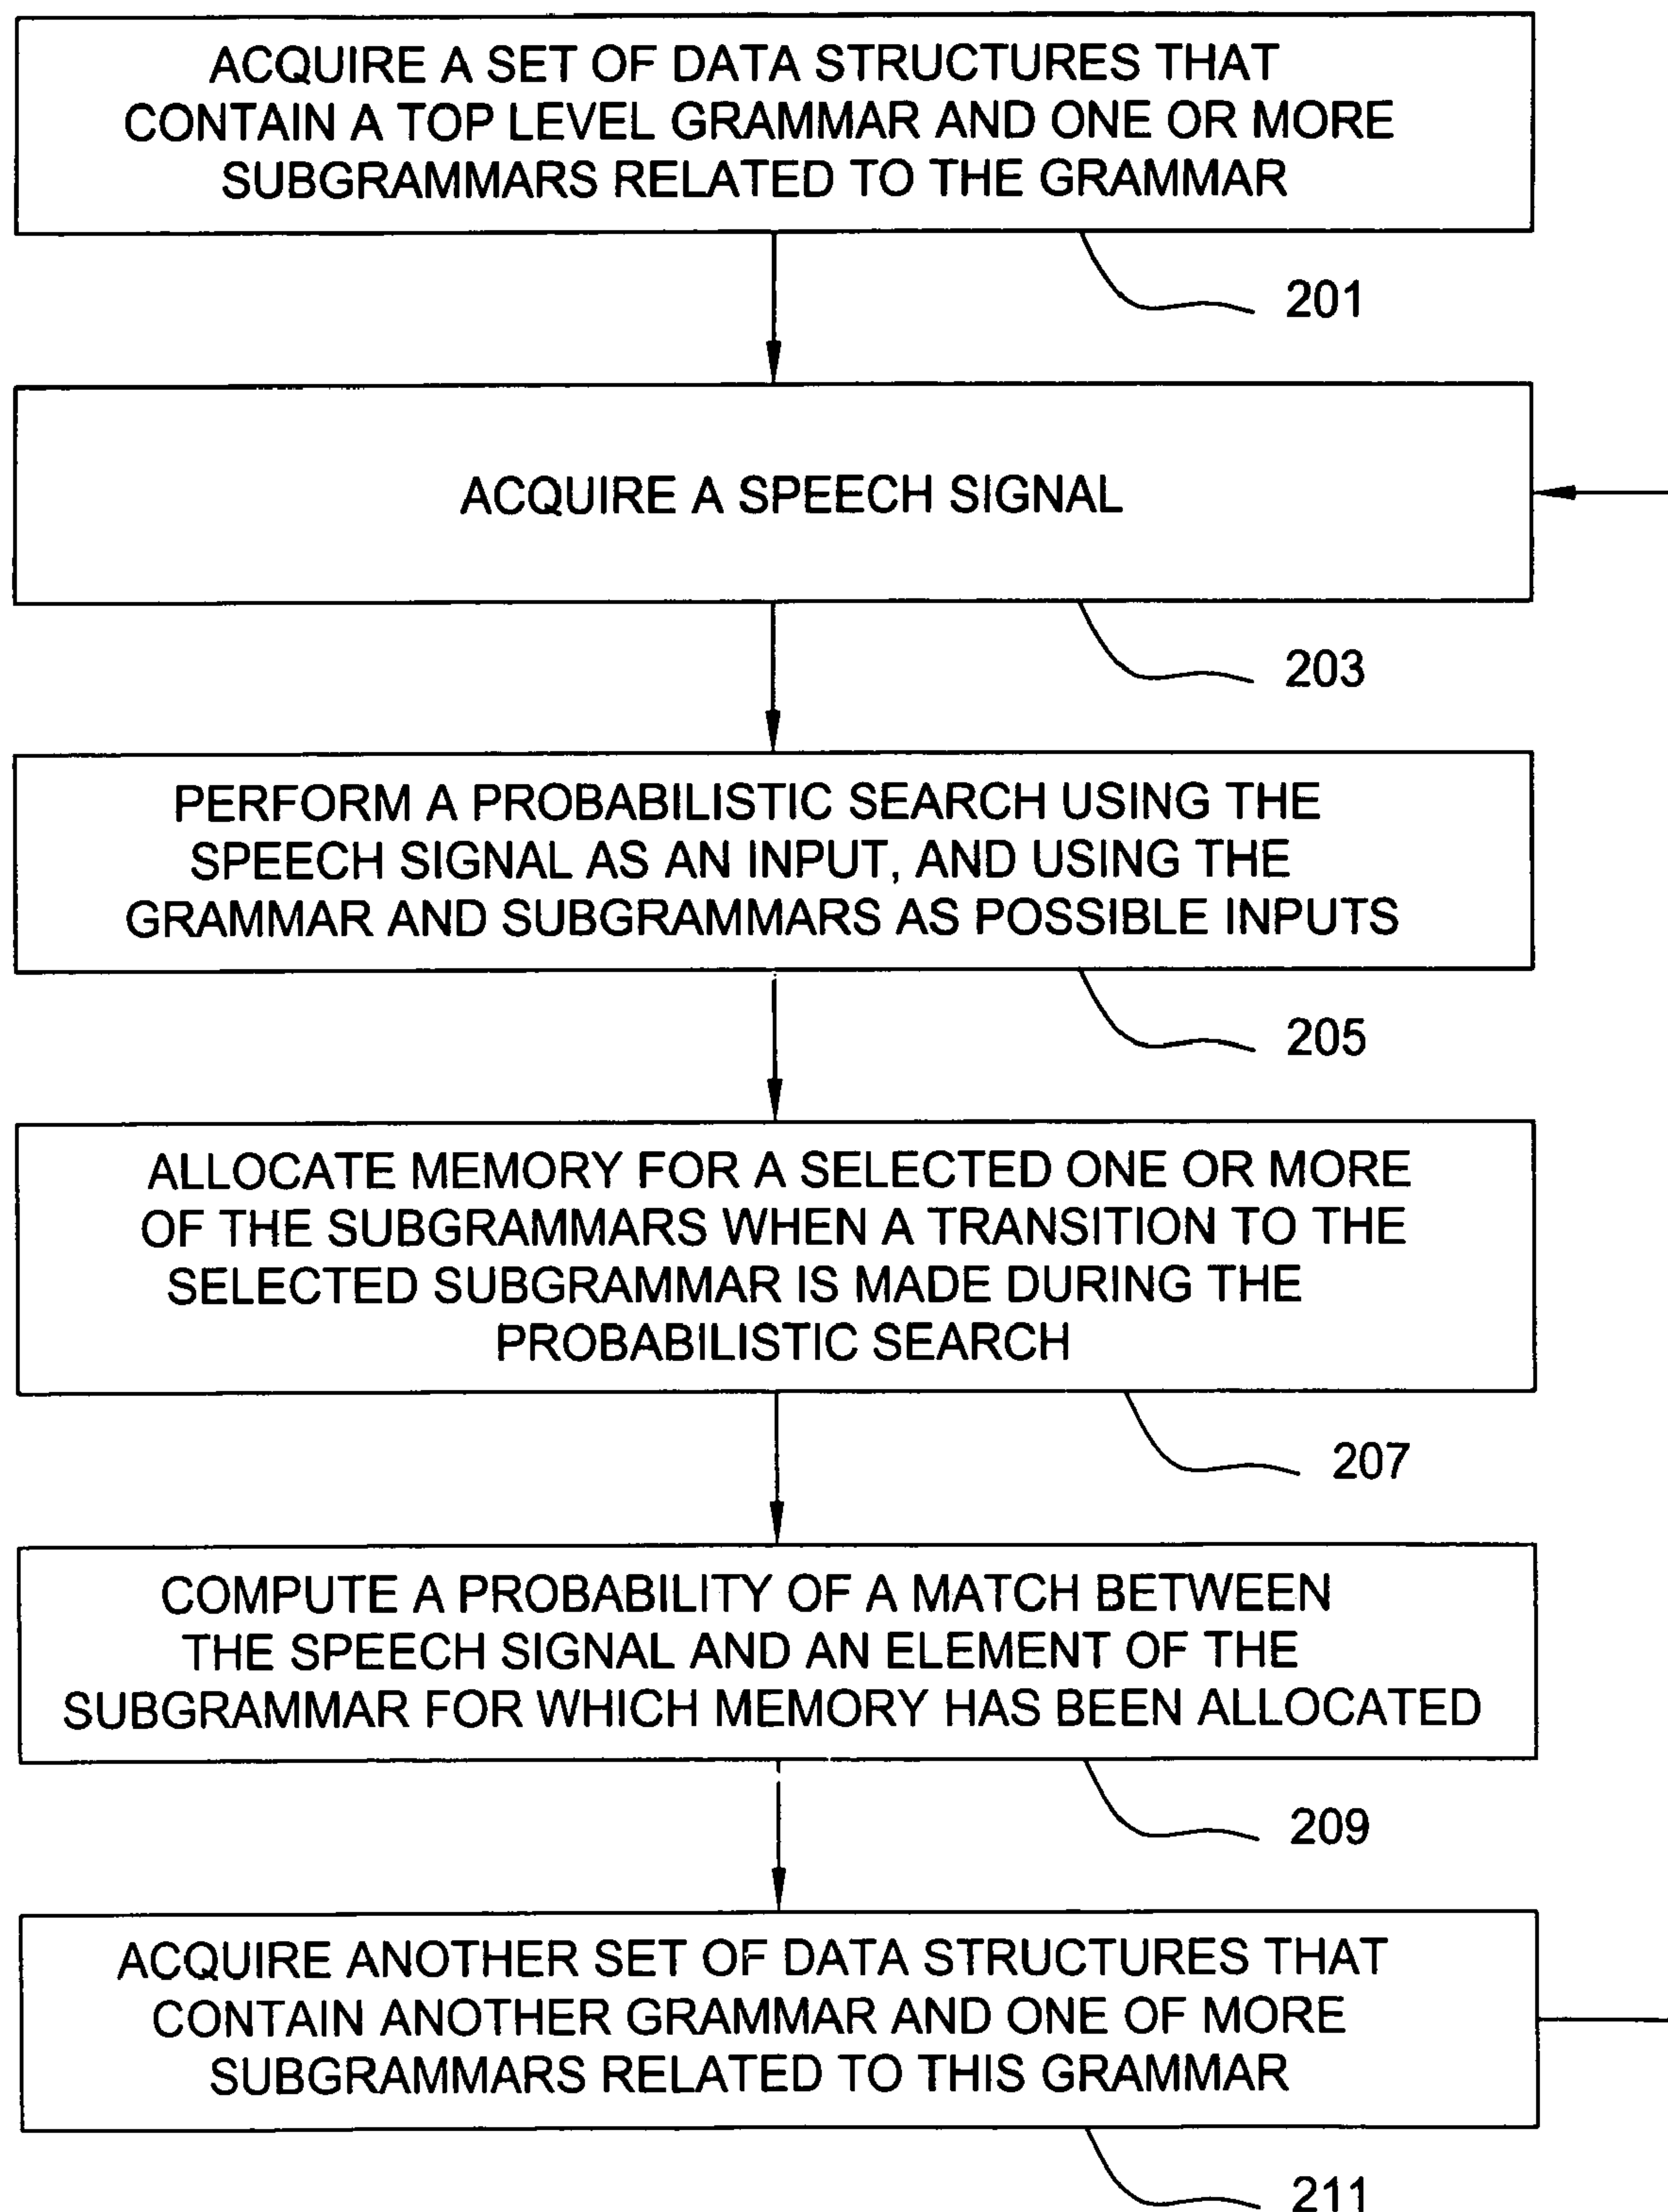 ACQUIRE A SET OF DATA STRUCTURES THAT
CONTAIN A TOP LEVEL GRAMMAR AND ONE OR MORE
SUBGRAMMARS RELATED TO THE GRAMMAR
201
ACQUIRE A SPEECH SIGNAL
203
PERFORM A PROBABILISTIC SEARCH USING THE
SPEECH SIGNAL AS AN INPUT, AND USING THE
GRAMMAR AND SUBGRAMMARS AS POSSIBLE INPUTS
205
ALLOCATE MEMORY FOR A SELECTED ONE OR MORE
OF THE SUBGRAMMARS WHEN A TRANSITION TO THE
SELECTED SUBGRAMMAR IS MADE DURING THE
PROBABILISTIC SEARCH
207
COMPUTE A PROBABILITY OF A MATCH BETWEEN
THE SPEECH SIGNAL AND AN ELEMENT OF THE
SUBGRAMMAR FOR WHICH MEMORY HAS BEEN ALLOCATED
209
ACQUIRE ANOTHER SET OF DATA STRUCTURES THAT
CONTAIN ANOTHER GRAMMAR AND ONE OF MORE
SUBGRAMMARS RELATED TO THIS GRAMMAR
211